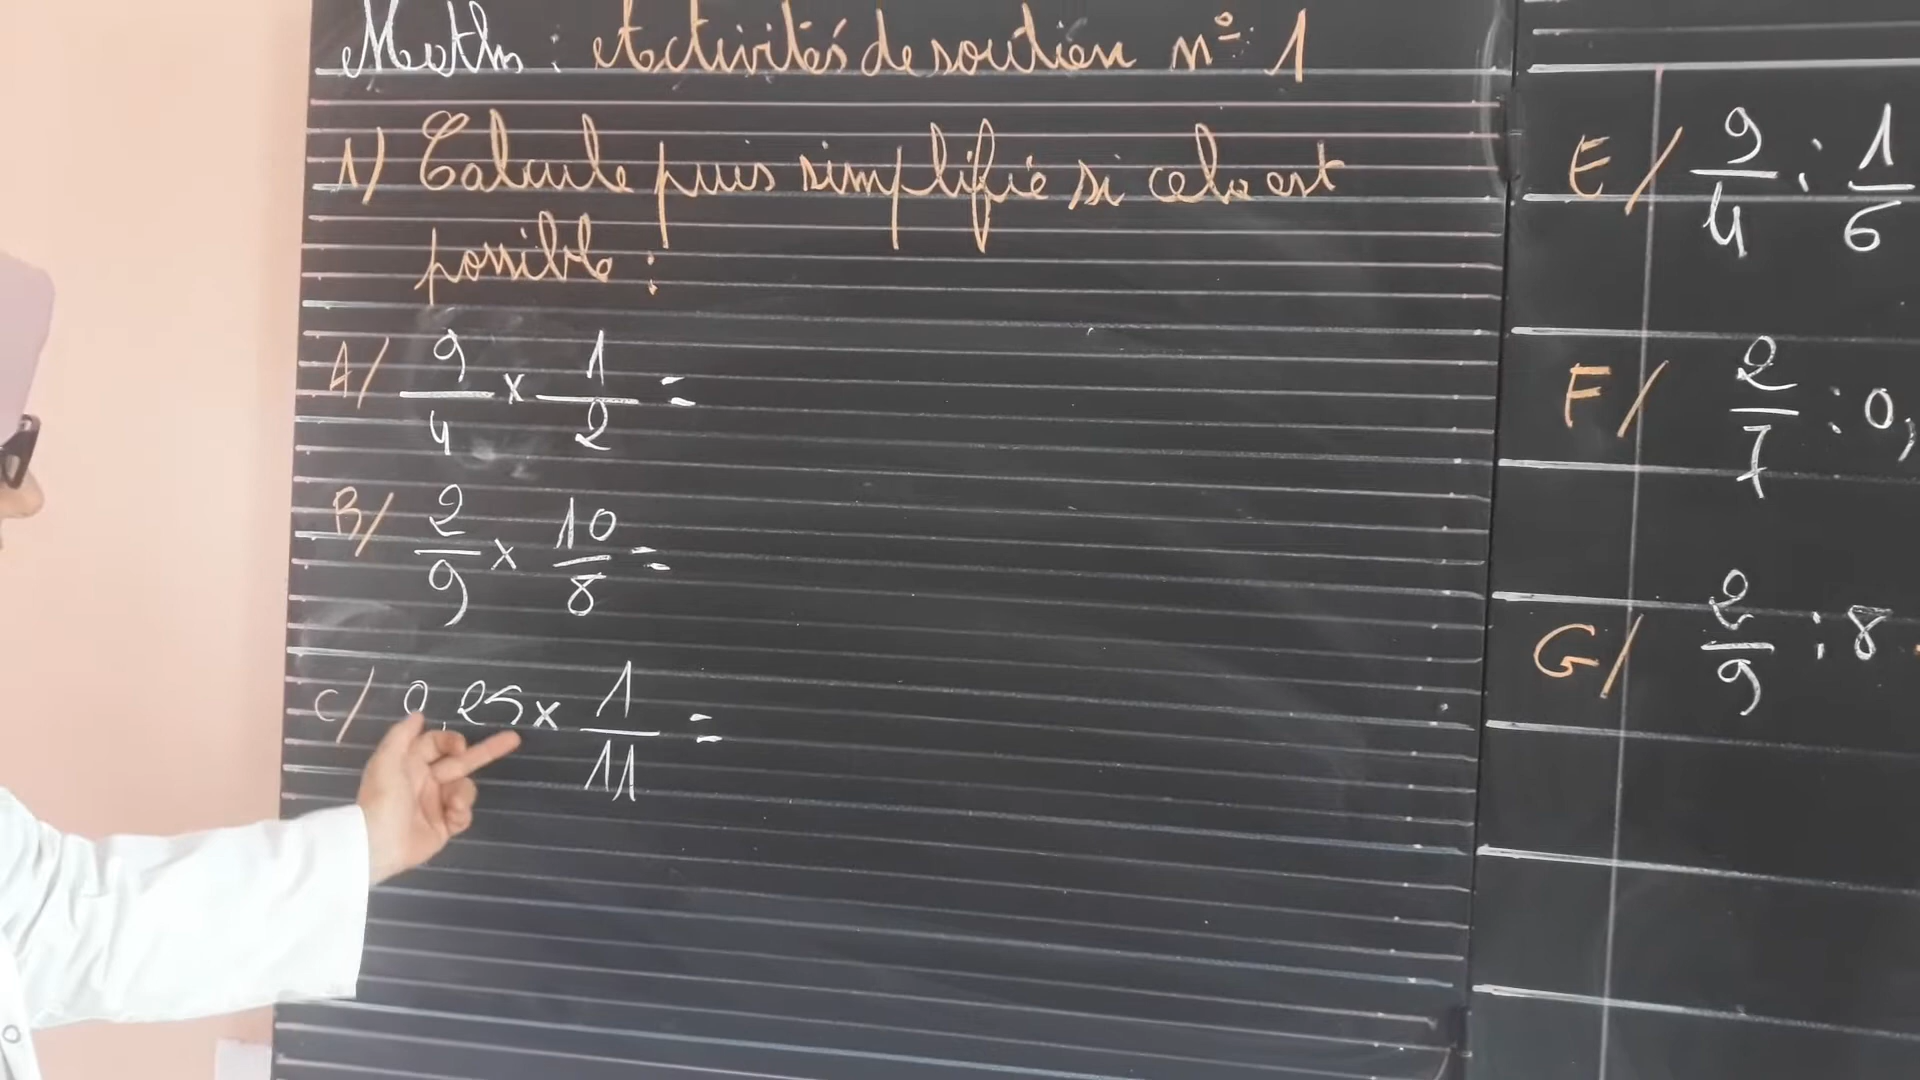 Maths : Activités de soutien n° 1
1) Calcule puis simplifie si cela est
possible :
A/ 9/4 x 1/2 =
B/ 2/9 x 10/8 =
C/ 0,25 x 1/11 =
E/ 9/4 : 1/6
F/ 2/7 : 0,
G/ 2/9 : 8